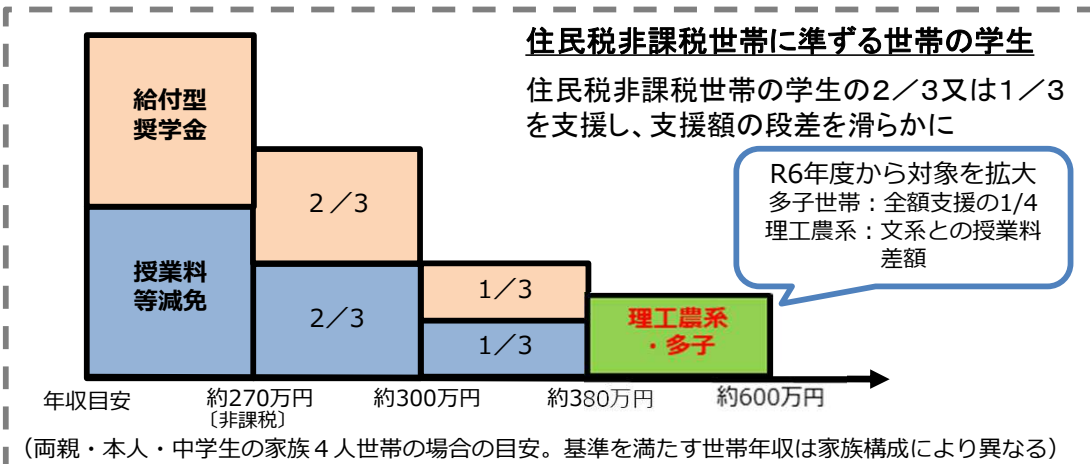 住民税非課税世帯に準ずる世帯の学生
住民税非課税世帯の学生の2／3又は1／3
を支援し、支援額の段差を滑らかに
R6年度から対象を拡大
多子世帯：全額支援の1/4
理工農系：文系との授業料
差額
給付型
奨学金
授業料
等減免
2／3
2／3
1／3
1／3
理工農系
・多子
年収目安
約270万円
〔非課税〕
約300万円
約380万円
約600万円
（両親・本人・中学生の家族４人世帯の場合の目安。基準を満たす世帯年収は家族構成により異なる）